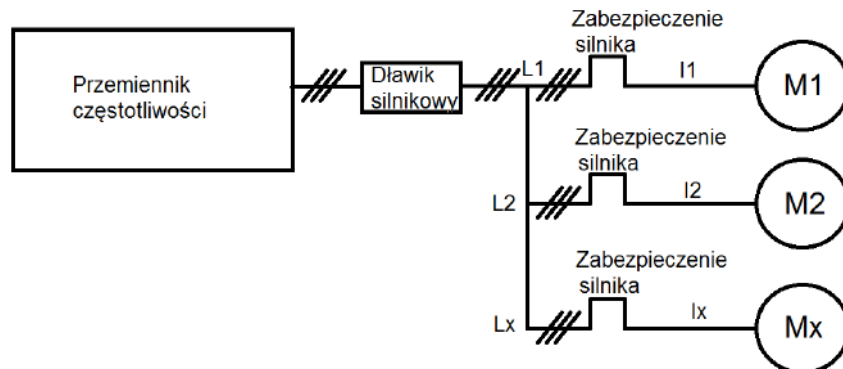 Przemiennik
częstotliwości
Dławik
silnikowy
L1
Zabezpieczenie
silnika
I1
M1
Zabezpieczenie
silnika
L2
I2
M2
Zabezpieczenie
silnika
Lx
Ix
Mx